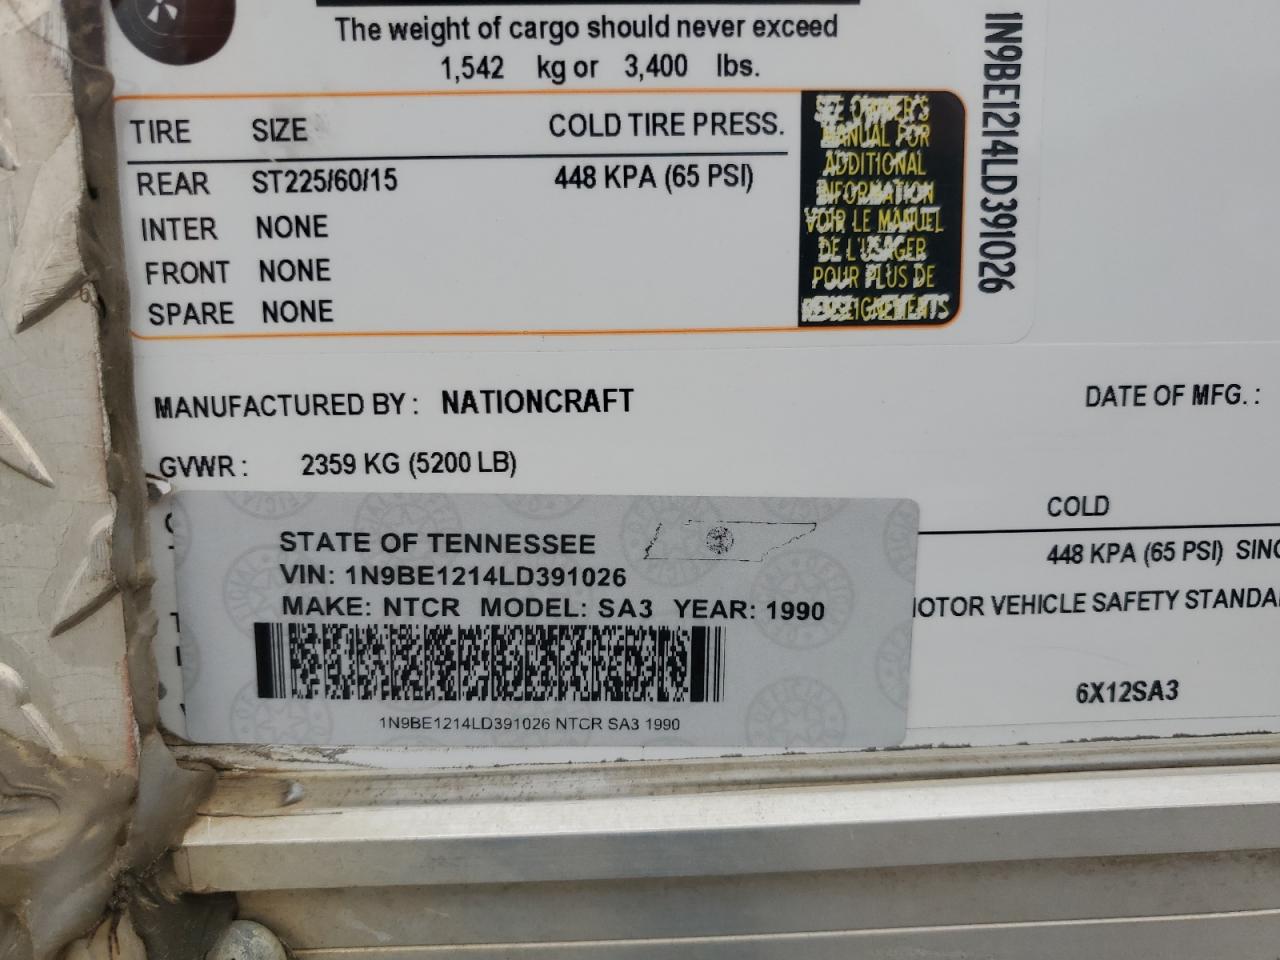 The weight of cargo should never exceed
1,542 kg or 3,400 lbs.
1N9BE1214LD391026
TIRE SIZE COLD TIRE PRESS.
REAR ST225/60/15 448 KPA (65 PSI)
INTER NONE
FRONT NONE
SPARE NONE
SEE OWNER'S
MANUAL FOR
ADDITIONAL
INFORMATION
VOIR LE MANUEL
DE L'USAGER
POUR PLUS DE
RENSEIGNEMENTS
MANUFACTURED BY: NATIONCRAFT DATE OF MFG.:
GVWR: 2359 KG (5200 LB)
COLD
448 KPA (65 PSI) SINC
OTOR VEHICLE SAFETY STANDA
6X12SA3
STATE OF TENNESSEE
VIN: 1N9BE1214LD391026
MAKE: NTCR MODEL: SA3 YEAR: 1990
1N9BE1214LD391026 NTCR SA3 1990